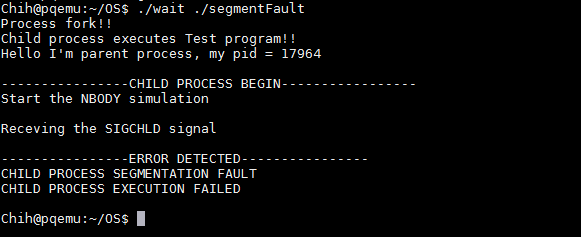 Chih@pqemu:~/OS$ ./wait ./segmentFault
Process fork!!
Child process executes Test program!!
Hello I'm parent process, my pid = 17964
----------------CHILD PROCESS BEGIN-----------------
Start the NBODY simulation
Receving the SIGCHLD signal
----------------ERROR DETECTED----------------
CHILD PROCESS SEGMENTATION FAULT
CHILD PROCESS EXECUTION FAILED
Chih@pqemu:~/OS$